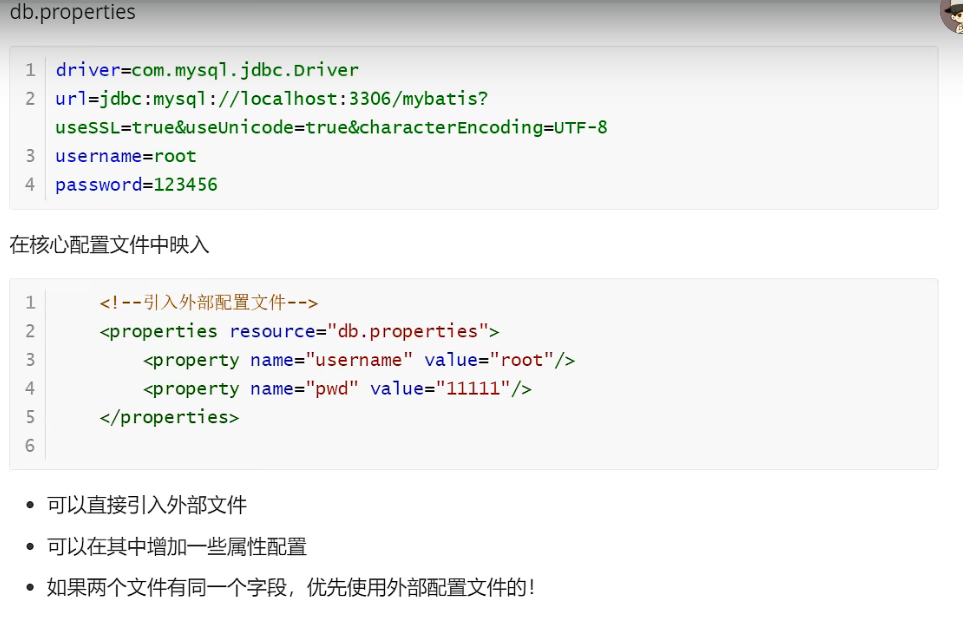 db.properties
1 driver=com.mysql.jdbc.Driver
2 url=jdbc:mysql://localhost:3306/mybatis?
useSSL=true&useUnicode=true&characterEncoding=UTF-8
3 username=root
4 password=123456
在核心配置文件中映入
1 <!--引入外部配置文件-->
2 <properties resource="db.properties">
3 <property name="username" value="root"/>
4 <property name="pwd" value="11111"/>
5 </properties>
6
• 可以直接引入外部文件
• 可以在其中增加一些属性配置
• 如果两个文件有同一个字段，优先使用外部配置文件的！